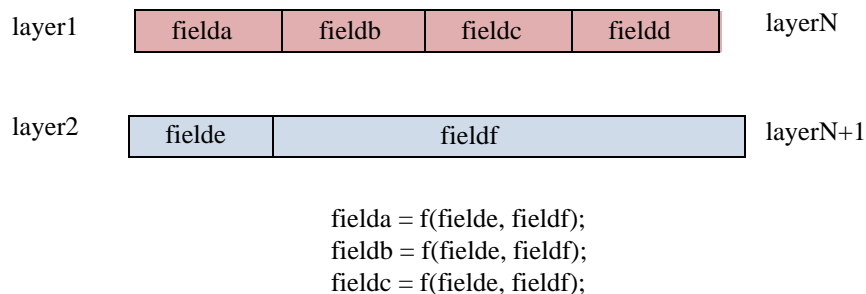 layer1 fielda fieldb fieldc fieldd layerN
layer2 fielde fieldf layerN+1
fielda = f(fielde, fieldf);
fieldb = f(fielde, fieldf);
fieldc = f(fielde, fieldf);